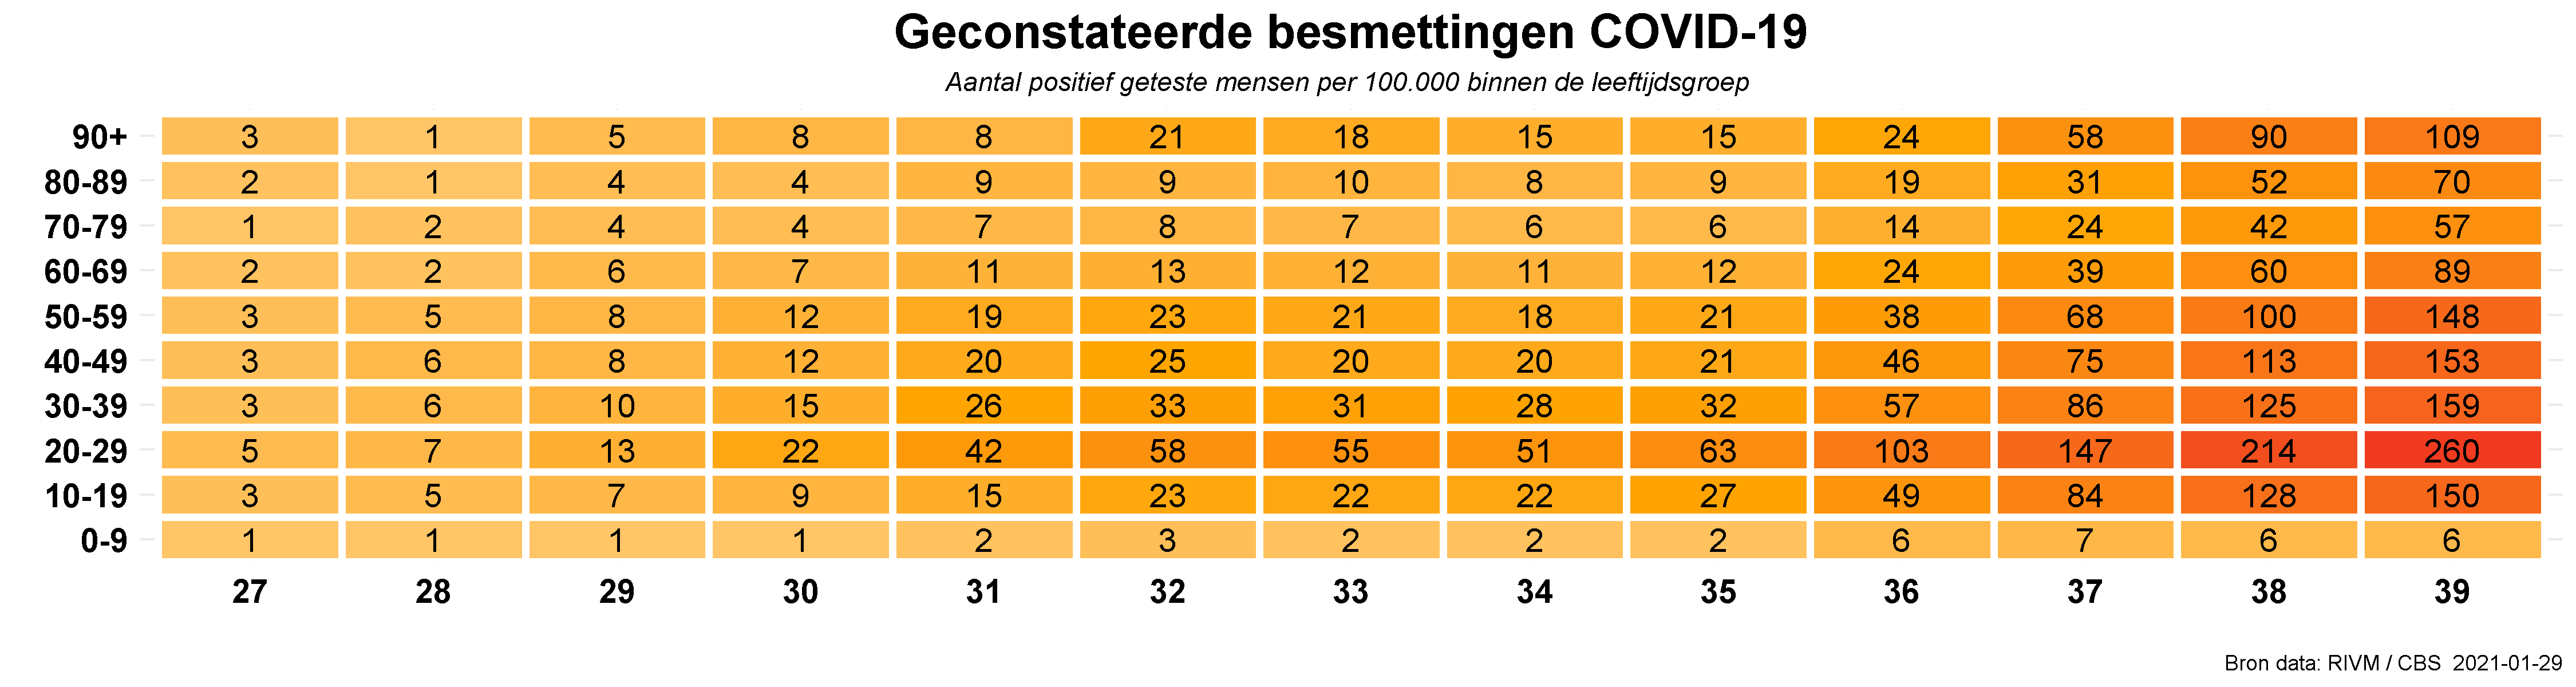 Geconstateerde besmettingen COVID-19
Aantal positief geteste mensen per 100.000 binnen de leeftijdsgroep
90+ 3 1 5 8 8 21 18 15 15 24 58 90 109
80-89 2 1 4 4 9 9 10 8 9 19 31 52 70
70-79 1 2 4 4 7 8 7 6 6 14 24 42 57
60-69 2 2 6 7 11 13 12 11 12 24 39 60 89
50-59 3 5 8 12 19 23 21 18 21 38 68 100 148
40-49 3 6 8 12 20 25 20 20 21 46 75 113 153
30-39 3 6 10 15 26 33 31 28 32 57 86 125 159
20-29 5 7 13 22 42 58 55 51 63 103 147 214 260
10-19 3 5 7 9 15 23 22 22 27 49 84 128 150
0-9 1 1 1 1 2 3 2 2 2 6 7 6 6
27 28 29 30 31 32 33 34 35 36 37 38 39
Bron data: RIVM / CBS 2021-01-29